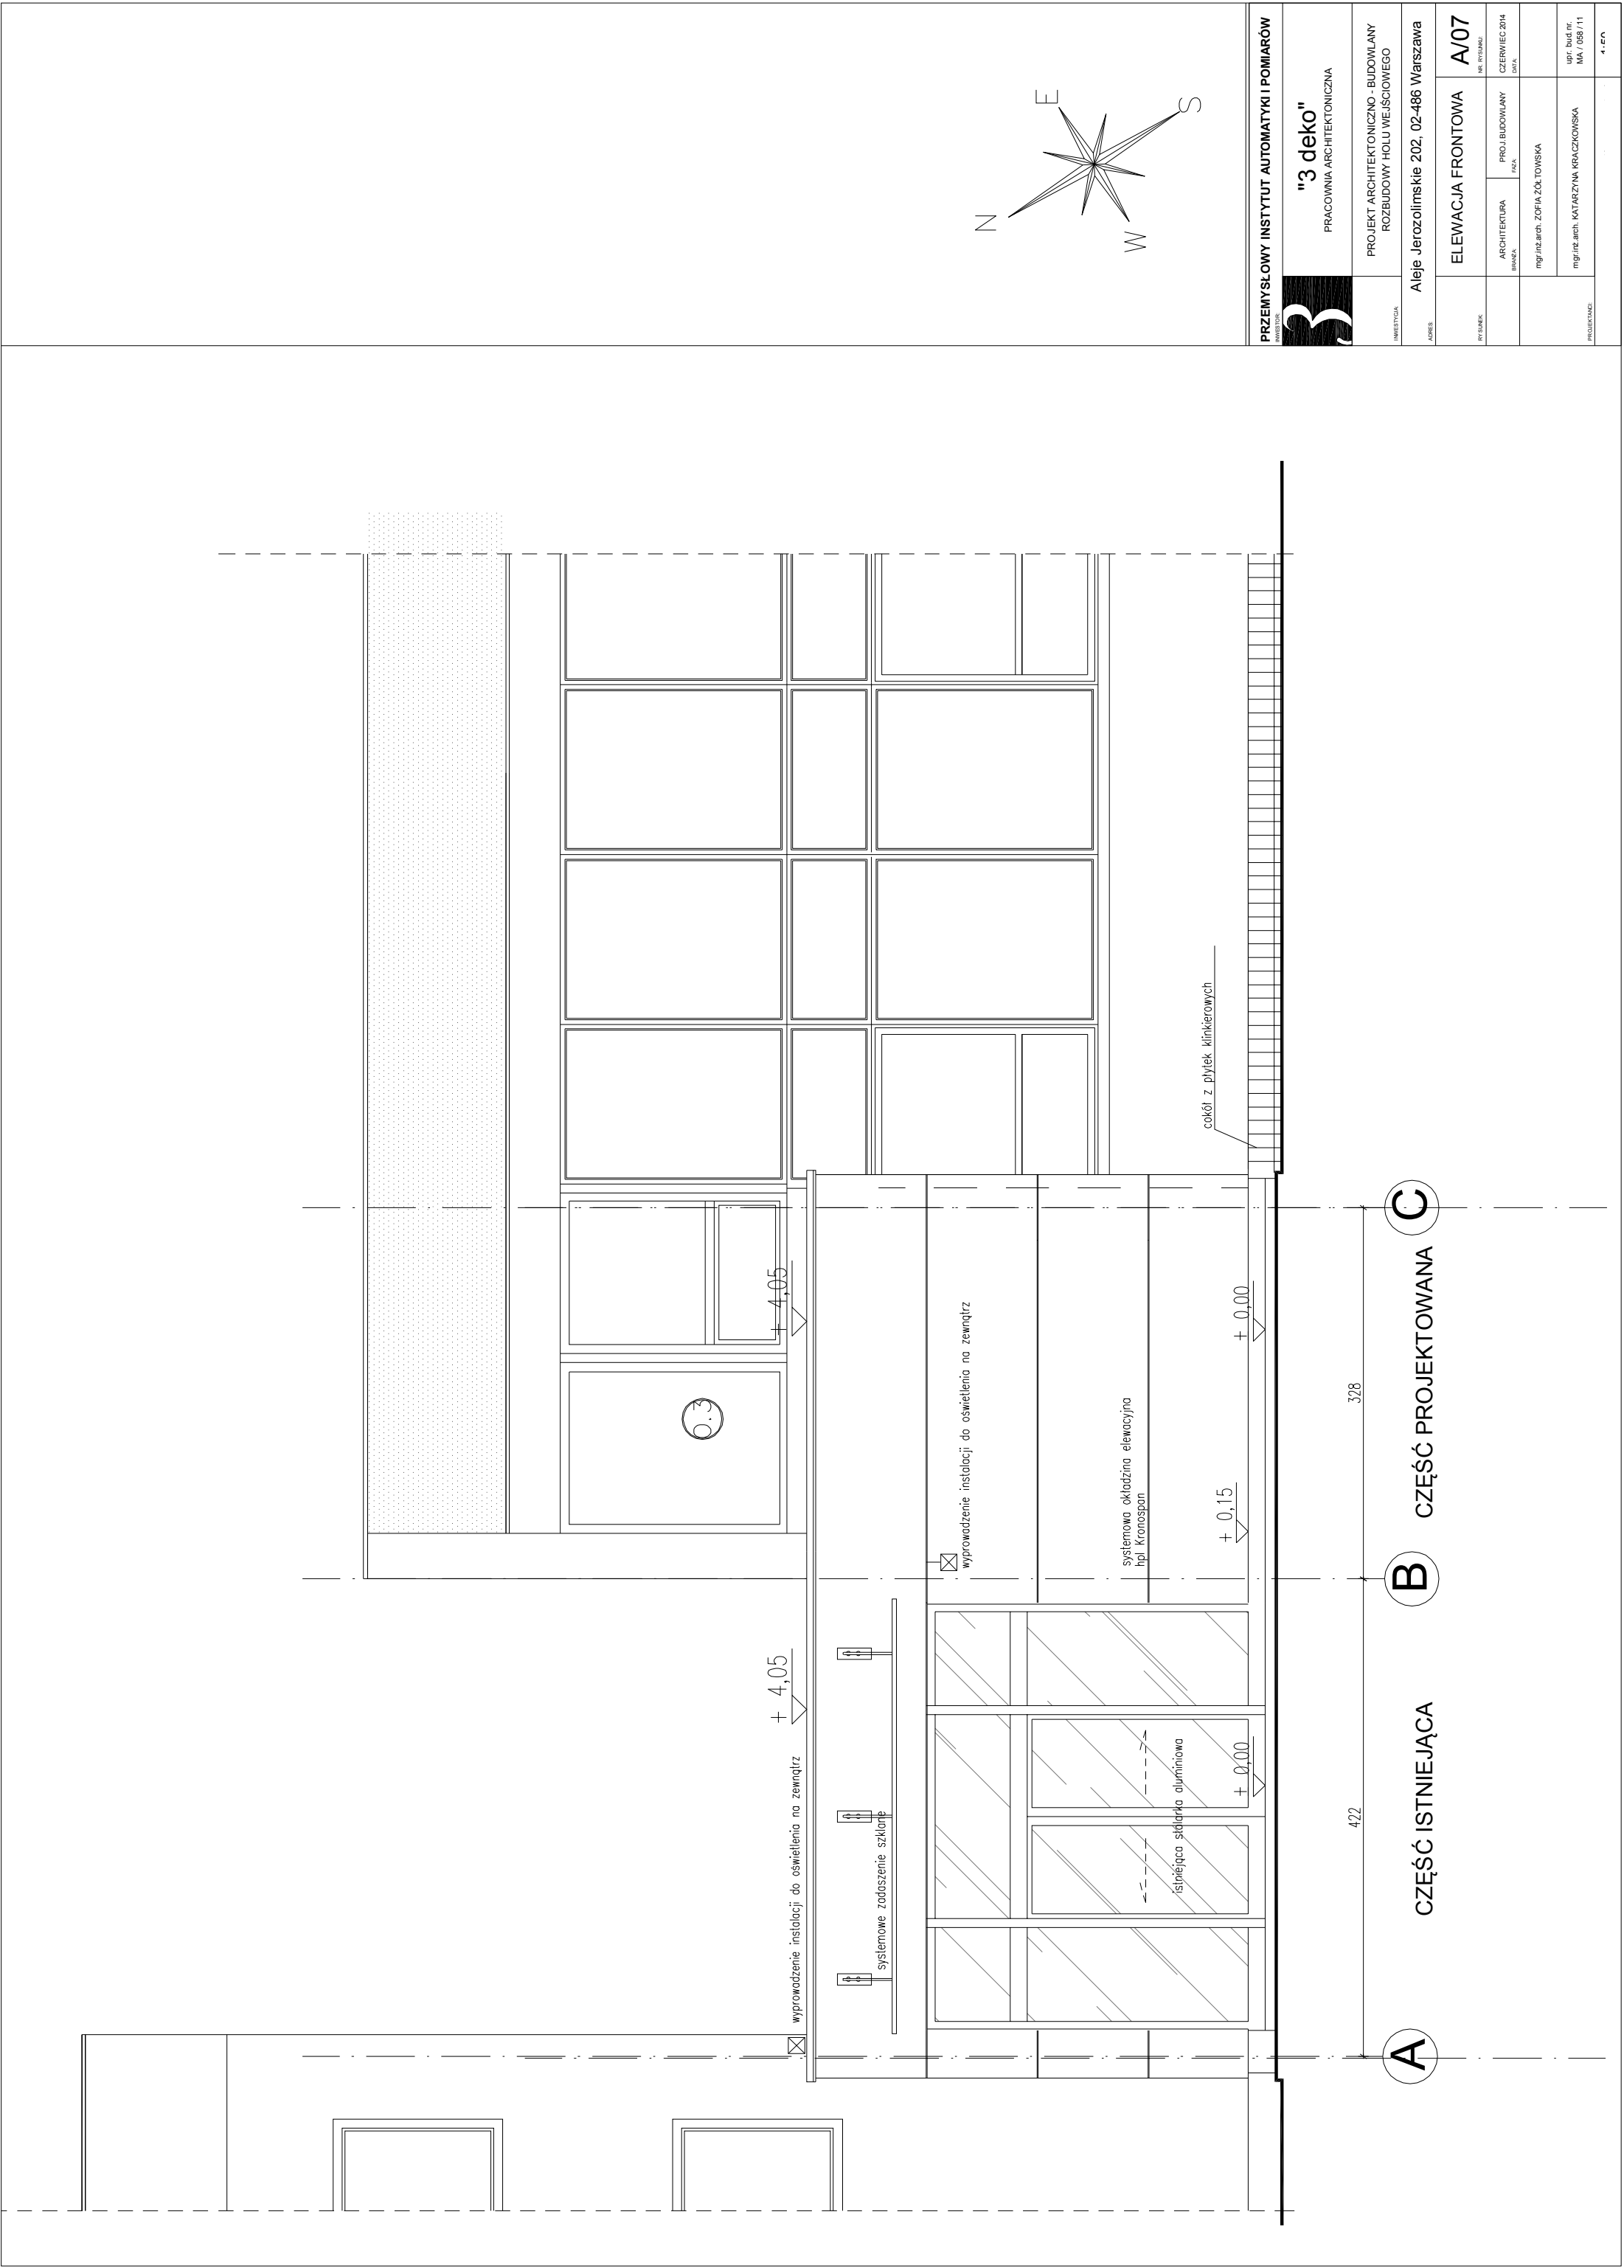 wyprowadzenie instalacji do oświetlenia na zewnątrz
+ 4,05
+ 4,05
0.3
systemowe zadaszenie szklane
wyprowadzenie instalacji do oświetlenia na zewnątrz
systemowa okładzina elewacyjna
hpl Kronospan
istniejąca stolarka aluminiowa
cokół z płytek klinkierowych
+ 0,00
+ 0,15
+ 0,00
422
328
A
B
C
CZĘŚĆ ISTNIEJĄCA
CZĘŚĆ PROJEKTOWANA
N
E
W
S
PRZEMYSŁOWY INSTYTUT AUTOMATYKI I POMIARÓW
INWESTOR:
3
"3 deko"
PRACOWNIA ARCHITEKTONICZNA
INWESTYCJA:
PROJEKT ARCHITEKTONICZNO - BUDOWLANY
ROZBUDOWY HOLU WEJŚCIOWEGO
ADRES:
Aleje Jerozolimskie 202, 02-486 Warszawa
RYSUNEK:
ELEWACJA FRONTOWA
A/07
NR. RYSUNKU:
ARCHITEKTURA
BRANŻA:
PROJ. BUDOWLANY
FAZA:
CZERWIEC 2014
DATA:
mgr.inż.arch. ZOFIA ŻÓŁTOWSKA
mgr.inż.arch. KATARZYNA KRACZKOWSKA
upr. bud.nr.
MA / 058 / 11
PROJEKTANCI: